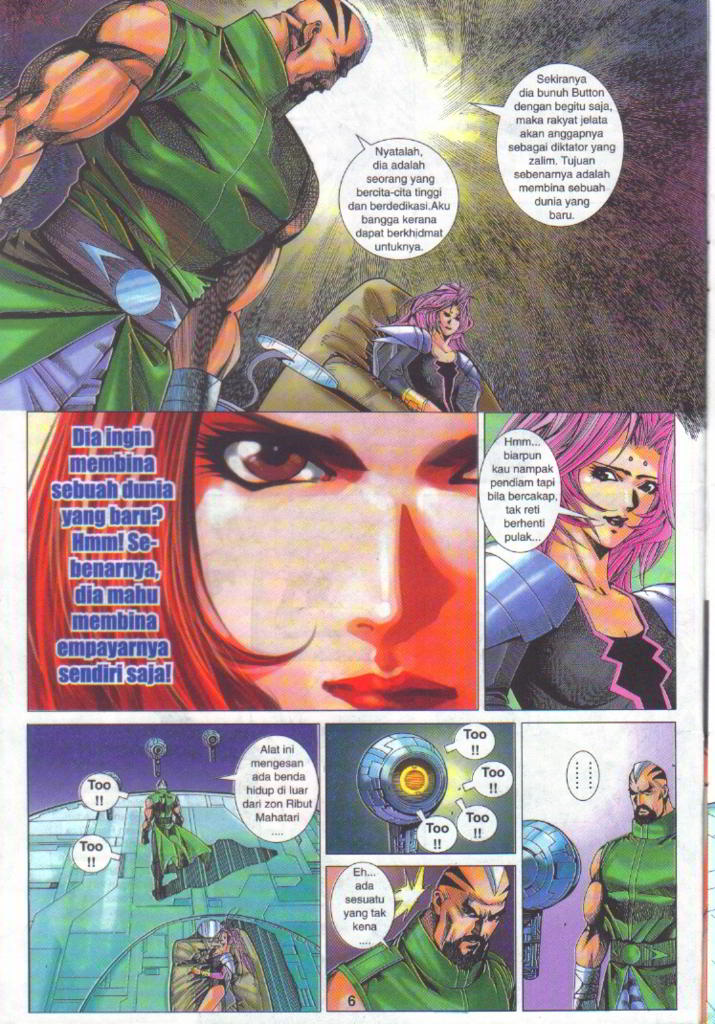 Sekiranya
dia bunuh Button
dengan begitu saja,
maka rakyat jelata
akan anggapnya
sebagai diktator yang
zalim. Tujuan
sebenarnya adalah
membina sebuah
dunia yang
baru.
Nyatalah,
dia adalah
seorang yang
bercita-cita tinggi
dan berdedikasi.Aku
bangga kerana
dapat berkhidmat
untuknya.
Dia ingin
membina
sebuah dunia
yang baru?
Hmm! Se-
benarnya,
dia mahu
membina
empayarnya
sendiri saja!
Hmm...
biarpun
kau nampak
pendiam tapi
bila bercakap,
tak reti
berhenti
pulak...
Alat ini
mengesan
ada benda
hidup di luar
dari zon Ribut
Mahatari
....
Too
!!
Too
!!
Too
!!
Too
!!
Too
!!
Too
!!
Eh...
ada
sesuatu
yang tak
kena
....
......
6